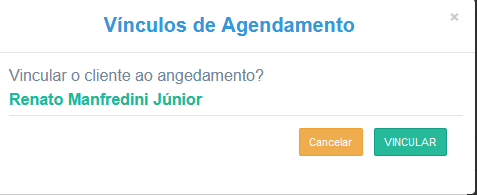 Vínculos de Agendamento
×
Vincular o cliente ao angedamento?
Renato Manfredini Júnior
Cancelar
VINCULAR